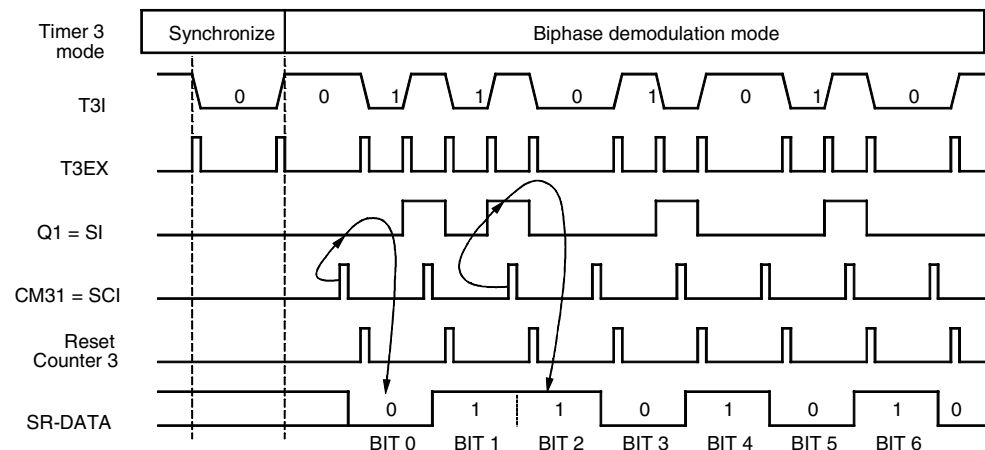 Timer 3 mode Synchronize Biphase demodulation mode
T3I 0 0 1 1 0 1 0 1 0
T3EX
Q1 = SI
CM31 = SCI
Reset Counter 3
SR-DATA 0 1 1 0 1 0 1 0
BIT 0 BIT 1 BIT 2 BIT 3 BIT 4 BIT 5 BIT 6